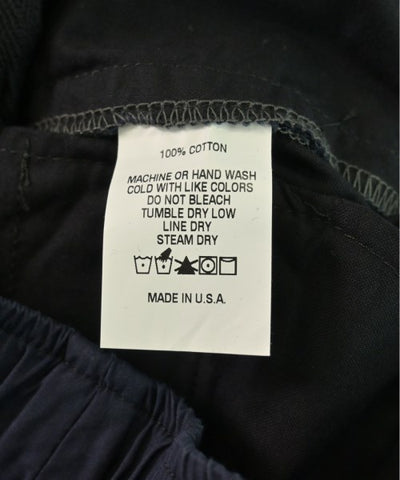 100% COTTON
MACHINE OR HAND WASH
COLD WITH LIKE COLORS
DO NOT BLEACH
TUMBLE DRY LOW
LINE DRY
STEAM DRY
MADE IN U.S.A.